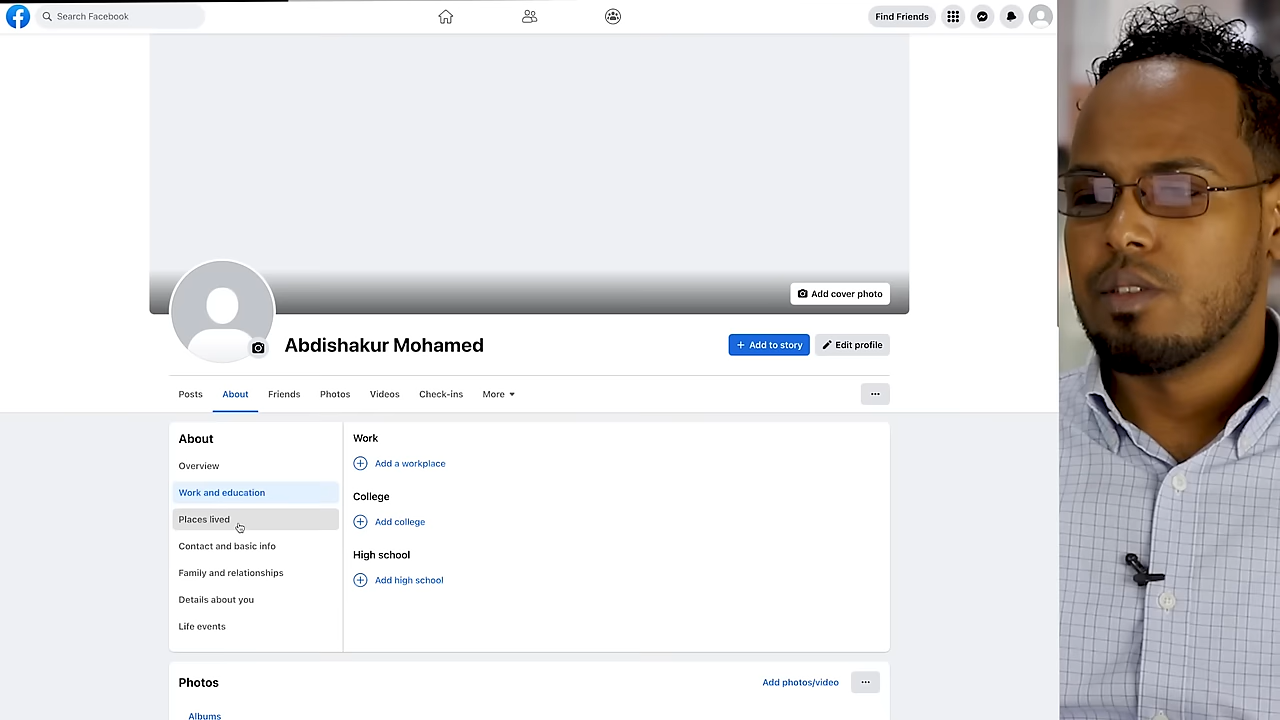 Search Facebook
Find Friends
Add cover photo
Abdishakur Mohamed
+ Add to story
Edit profile
Posts
About
Friends
Photos
Videos
Check-ins
More
About
Overview
Work and education
Places lived
Contact and basic info
Family and relationships
Details about you
Life events
Work
Add a workplace
College
Add college
High school
Add high school
Photos
Add photos/video
Albums